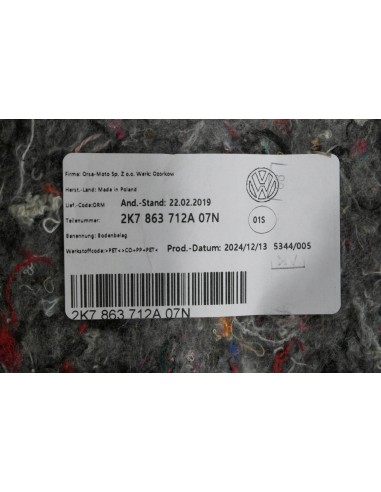 Firma: Orsa-Moto Sp. Z o.o. Werk: Ozorkow
Herst.-Land: Made in Poland
Lief.-Code:DRM Änd.-Stand: 22.02.2019
Teilenummer: 2K7 863 712A 07N 01S
Benennung: Bodenbelag
Werkstoffcode:>PET<>CO+PP+PET< Prod.-Datum: 2024/12/13 5344/005
2K7 863 712A 07N